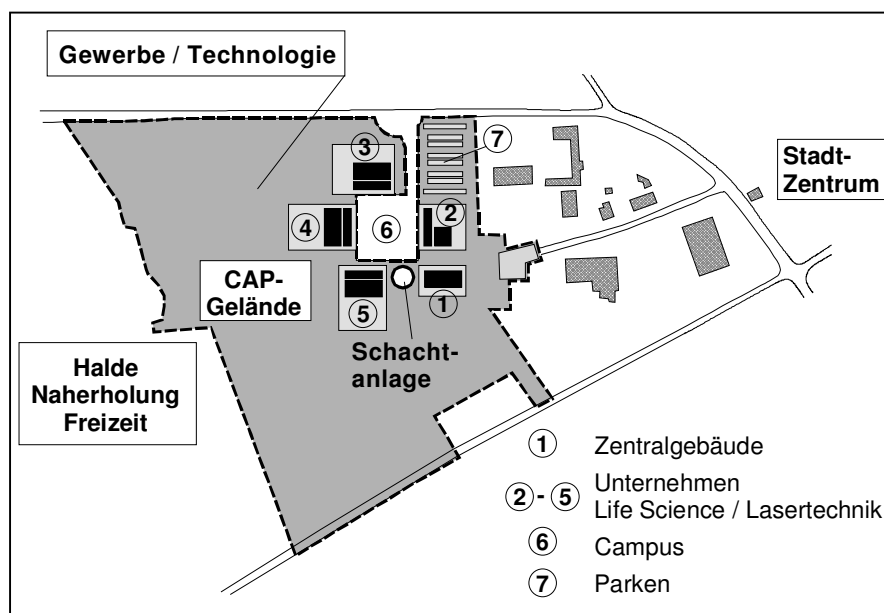 Gewerbe / Technologie
3
7
Stadt-
Zentrum
2
4
6
CAP-
Gelände
1
5
Schacht-
anlage
Halde
Naherholung
Freizeit
1 Zentralgebäude
2 - 5 Unternehmen
Life Science / Lasertechnik
6 Campus
7 Parken